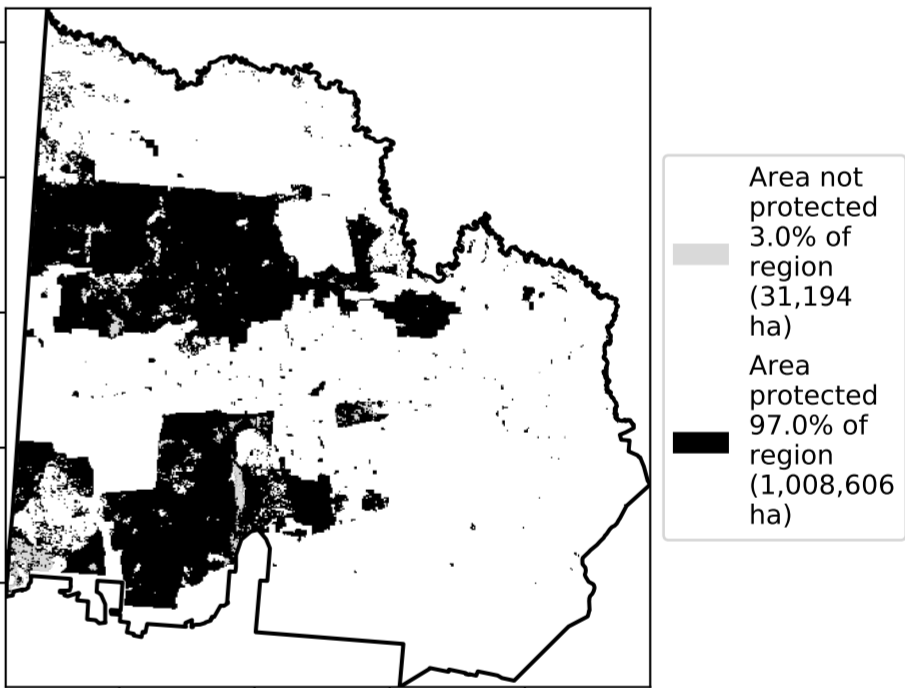 Area not
protected
3.0% of
region
(31,194
ha)
Area
protected
97.0% of
region
(1,008,606
ha)